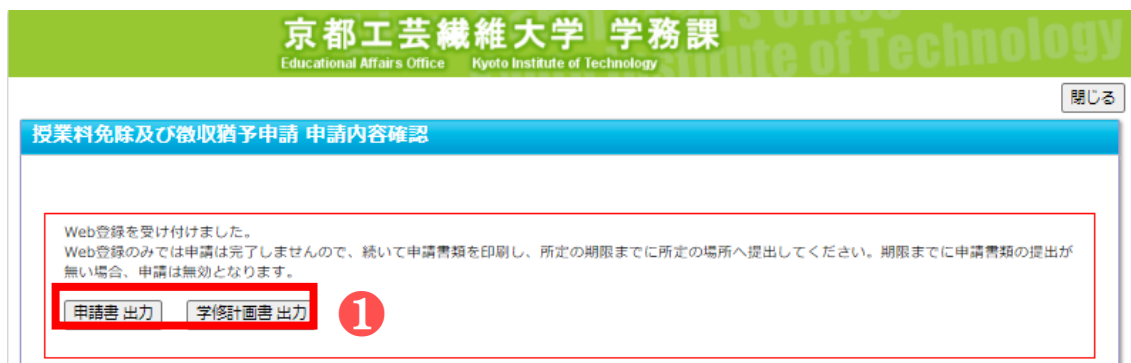 京都工芸繊維大学 学務課
Educational Affairs Office Kyoto Institute of Technology
閉じる
授業料免除及び徴収猶予申請 申請内容確認
Web登録を受け付けました。
Web登録のみでは申請は完了しませんので、続いて申請書類を印刷し、所定の期限までに所定の場所へ提出してください。期限までに申請書類の提出が
無い場合、申請は無効となります。
申請書 出力 学修計画書 出力 1